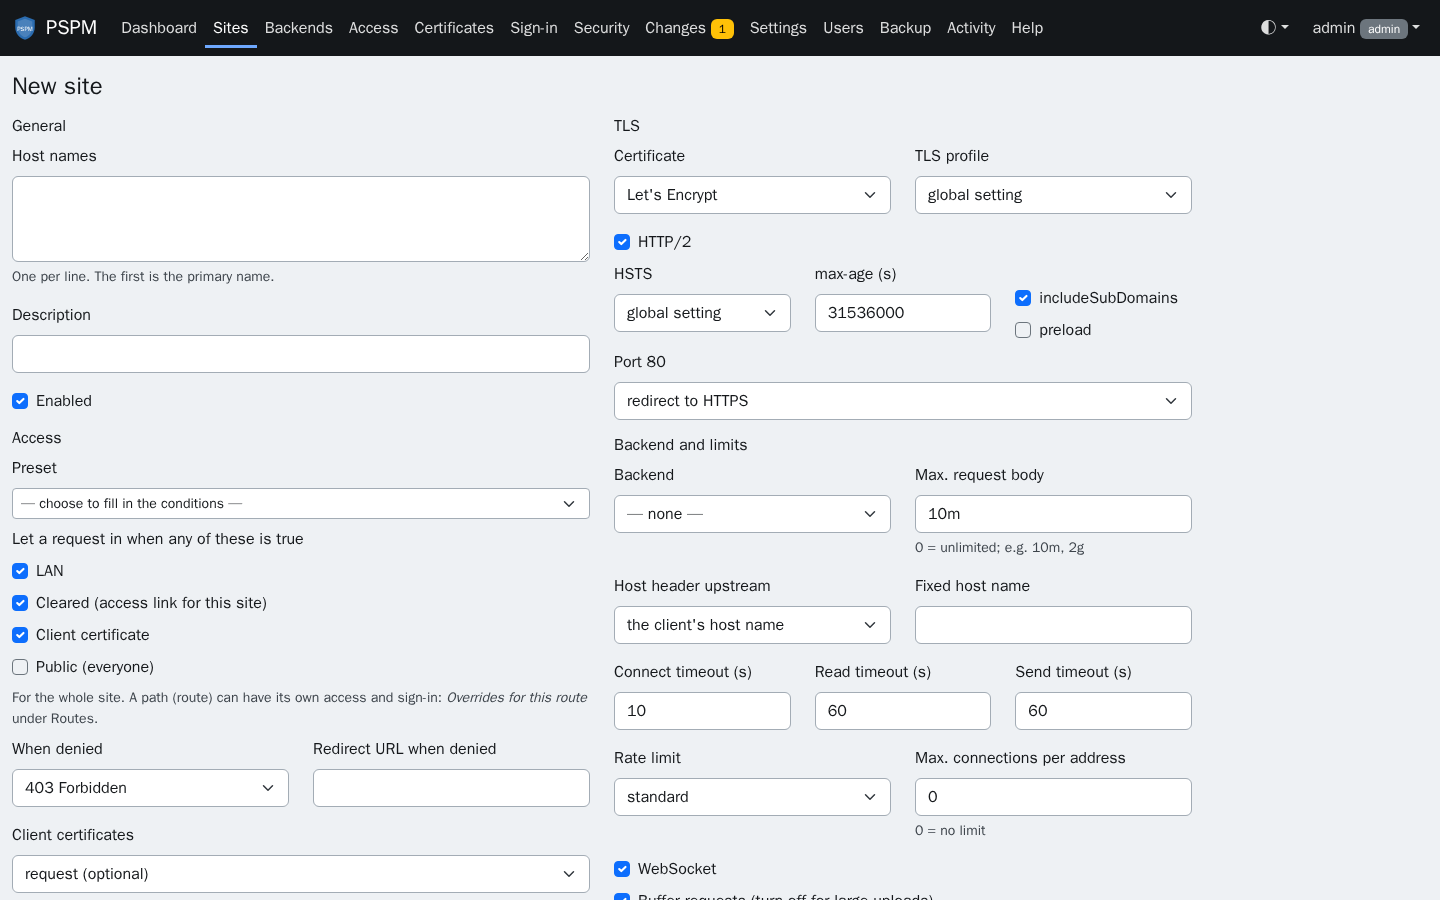 PSPM Dashboard Sites Backends Access Certificates Sign-in Security Changes 1 Settings Users Backup Activity Help admin admin
New site
General
Host names
One per line. The first is the primary name.
Description
Enabled
Access
Preset
— choose to fill in the conditions —
Let a request in when any of these is true
LAN
Cleared (access link for this site)
Client certificate
Public (everyone)
For the whole site. A path (route) can have its own access and sign-in: Overrides for this route
under Routes.
When denied Redirect URL when denied
403 Forbidden
Client certificates
request (optional)
TLS
Certificate TLS profile
Let's Encrypt global setting
HTTP/2
HSTS max-age (s)
global setting 31536000 includeSubDomains
preload
Port 80
redirect to HTTPS
Backend and limits
Backend Max. request body
— none — 10m
0 = unlimited; e.g. 10m, 2g
Host header upstream Fixed host name
the client's host name
Connect timeout (s) Read timeout (s) Send timeout (s)
10 60 60
Rate limit Max. connections per address
standard 0
0 = no limit
WebSocket
Buffer requests (turn off for large uploads)